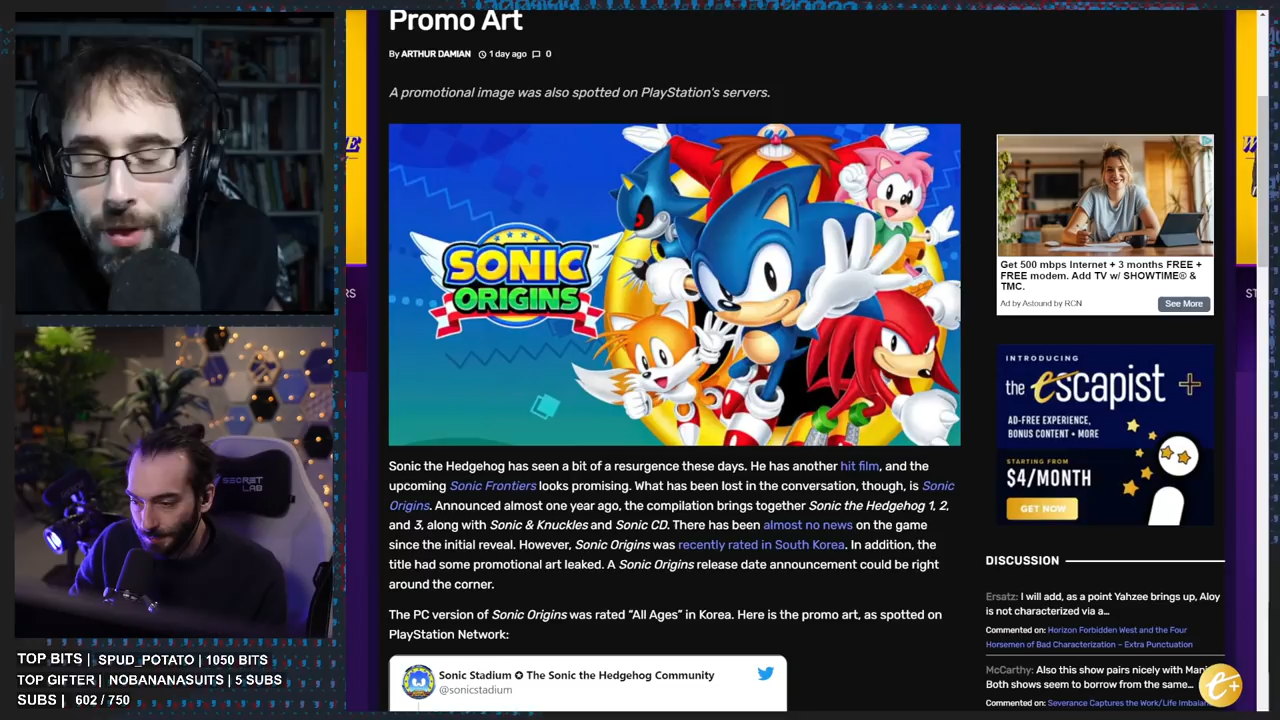 Promo Art
By ARTHUR DAMIAN 1 day ago 0
A promotional image was also spotted on PlayStation's servers.
SONIC
ORIGINS
TM
Sonic the Hedgehog has seen a bit of a resurgence these days. He has another hit film, and the
upcoming Sonic Frontiers looks promising. What has been lost in the conversation, though, is Sonic
Origins. Announced almost one year ago, the compilation brings together Sonic the Hedgehog 1, 2,
and 3, along with Sonic & Knuckles and Sonic CD. There has been almost no news on the game
since the initial reveal. However, Sonic Origins was recently rated in South Korea. In addition, the
title had some promotional art leaked. A Sonic Origins release date announcement could be right
around the corner.
The PC version of Sonic Origins was rated “All Ages” in Korea. Here is the promo art, as spotted on
PlayStation Network:
Sonic Stadium ✪ The Sonic the Hedgehog Community
@sonicstadium
Get 500 mbps Internet + 3 months FREE +
FREE modem. Add TV w/ SHOWTIME® &
TMC.
Ad by Astound by RCN
See More
INTRODUCING
the escapist +
AD-FREE EXPERIENCE,
BONUS CONTENT + MORE
STARTING FROM
$4/MONTH
GET NOW
DISCUSSION
Ersatz: I will add, as a point Yahzee brings up, Aloy
is not characterized via a...
Commented on: Horizon Forbidden West and the Four
Horsemen of Bad Characterization – Extra Punctuation
McCarthy: Also this show pairs nicely with
Both shows seem to borrow from the same...
Commented on: Severance Captures the Work/Life
e+
RS
ST
SECRET
LAB
TOP BITS | SPUD_POTATO | 1050 BITS
TOP GIFTER | NOBANANASUITS | 5 SUBS
SUBS | 602 / 750